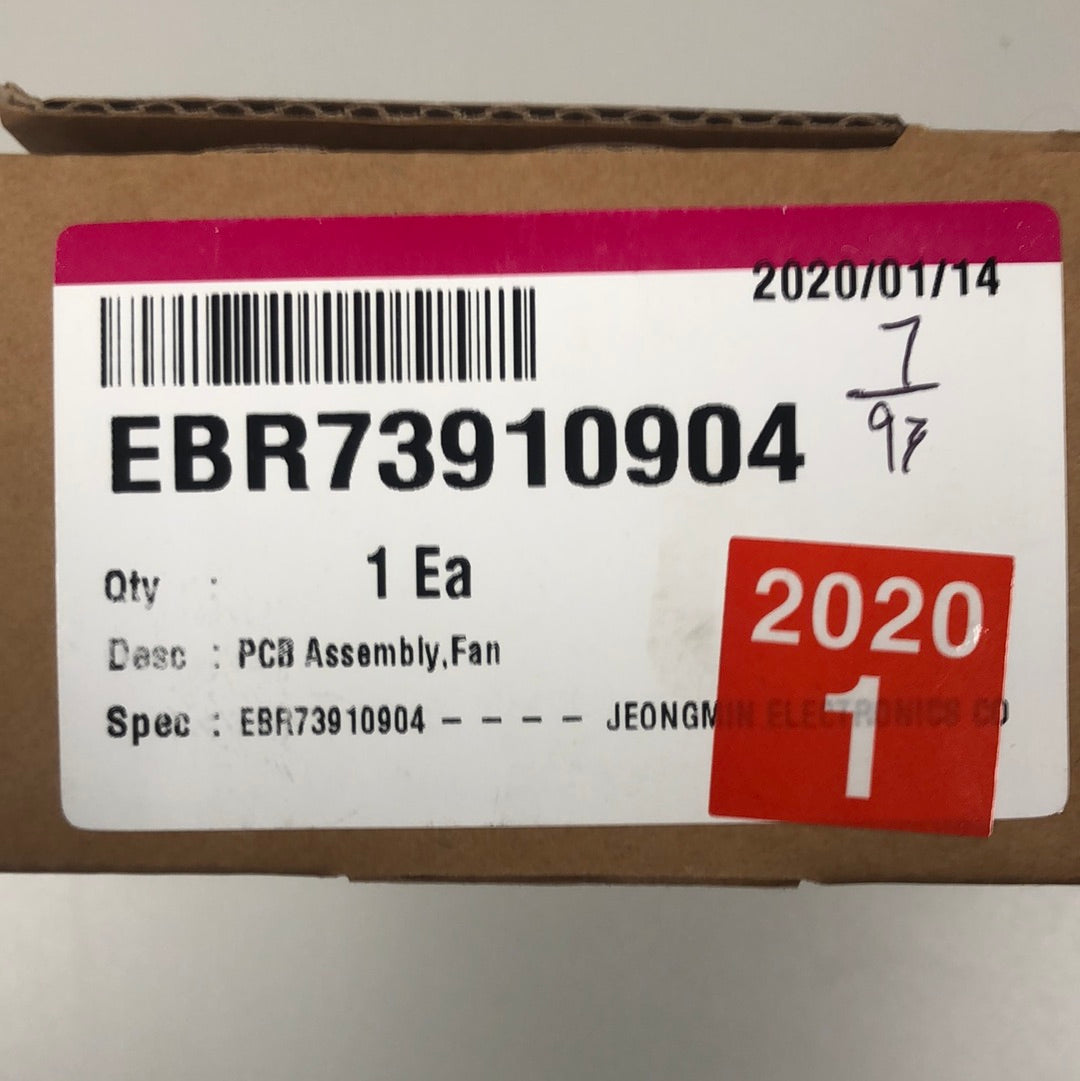 2020/01/14
7
EBR73910904
Qty : 1 Ea
Desc : PCB Assembly,Fan
Spec : EBR73910904 - - - - JEONGMIN ELECTRONICS CO
2020
1